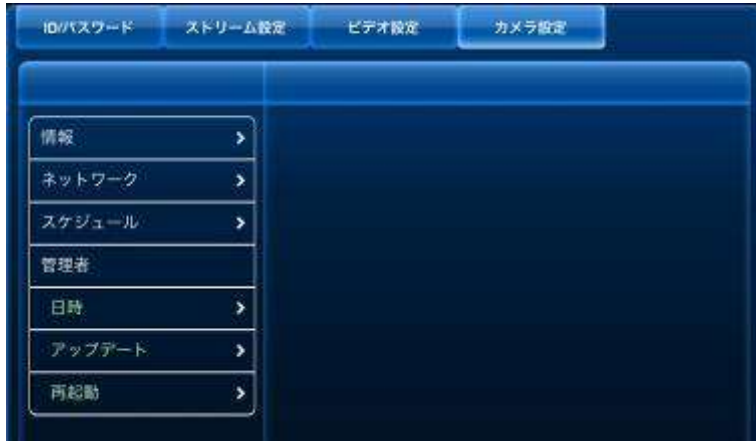 ID/パスワード
ストリーム設定
ビデオ設定
カメラ設定
情報
ネットワーク
スケジュール
管理者
日時
アップデート
再起動